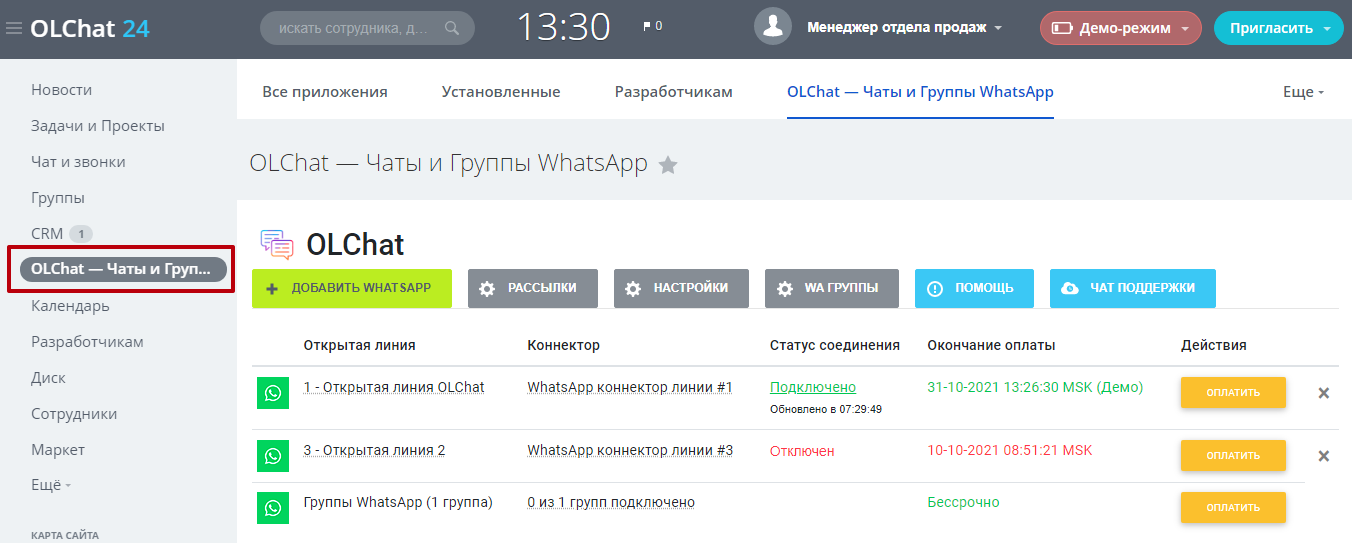 OLChat 24
искать сотрудника, д...
13:30
0
Менеджер отдела продаж
Демо-режим
Пригласить
Новости
Задачи и Проекты
Чат и звонки
Группы
CRM 1
OLChat — Чаты и Груп...
Календарь
Разработчикам
Диск
Сотрудники
Маркет
Ещё
КАРТА САЙТА
Все приложения
Установленные
Разработчикам
OLChat — Чаты и Группы WhatsApp
Еще
OLChat — Чаты и Группы WhatsApp
OLChat
ДОБАВИТЬ WHATSAPP
РАССЫЛКИ
НАСТРОЙКИ
WA ГРУППЫ
ПОМОЩЬ
ЧАТ ПОДДЕРЖКИ
Открытая линия Коннектор Статус соединения Окончание оплаты Действия
1 - Открытая линия OLChat WhatsApp коннектор линии #1 Подключено 31-10-2021 13:26:30 MSK (Демо) ОПЛАТИТЬ
Обновлено в 07:29:49
3 - Открытая линия 2 WhatsApp коннектор линии #3 Отключен 10-10-2021 08:51:21 MSK ОПЛАТИТЬ
Группы WhatsApp (1 группа) 0 из 1 групп подключено Бессрочно ОПЛАТИТЬ